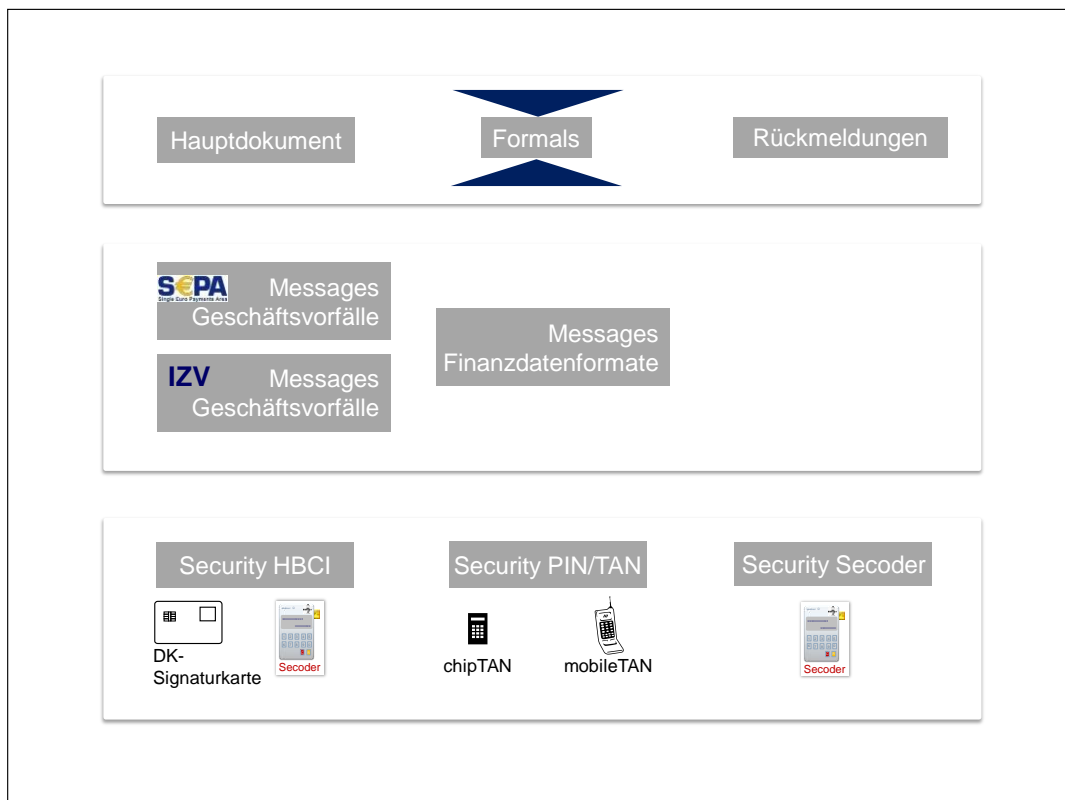 Hauptdokument
Formals
Rückmeldungen
S€PA
Single Euro Payments Area
Messages
Geschäftsvorfälle
IZV
Messages
Geschäftsvorfälle
Messages
Finanzdatenformate
Security HBCI
Security PIN/TAN
Security Secoder
DK-
Signaturkarte
Secoder
chipTAN
mobileTAN
Secoder